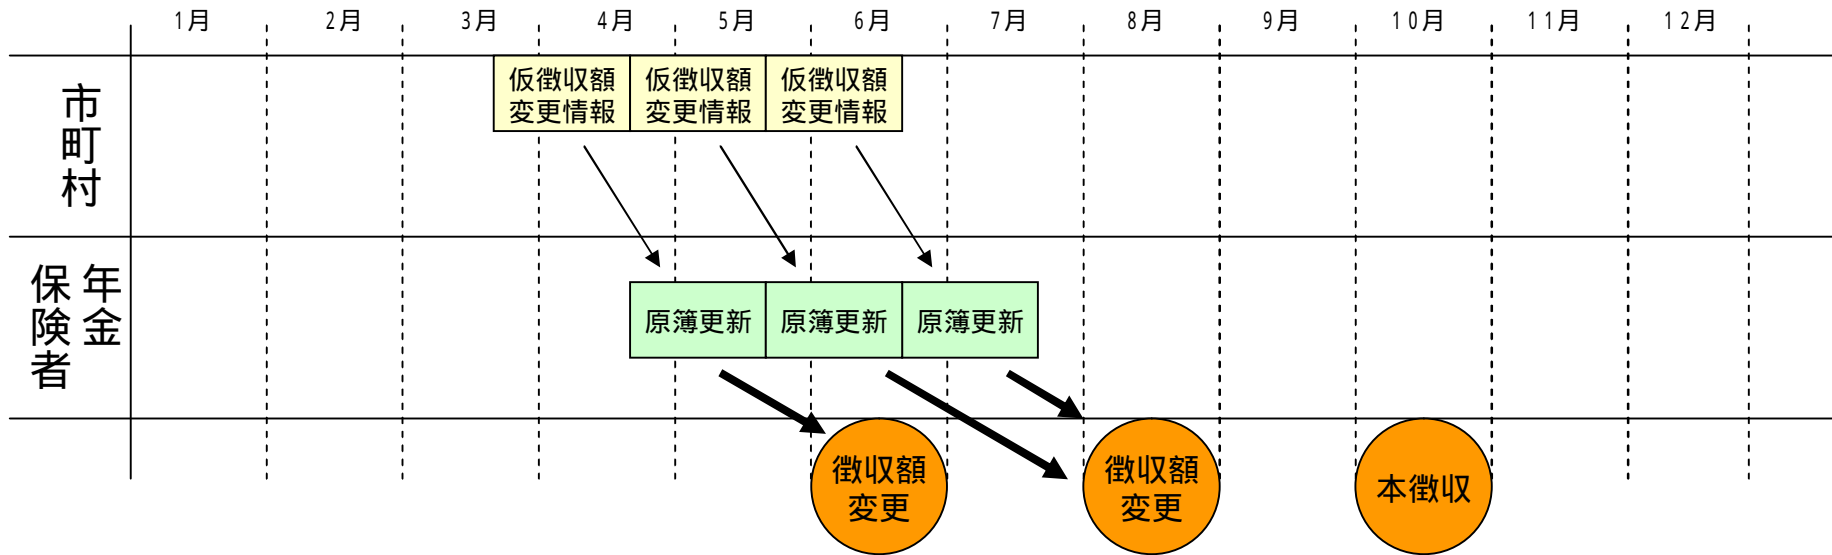 1月 2月 3月 4月 5月 6月 7月 8月 9月 10月 11月 12月
市町村
仮徴収額
変更情報
仮徴収額
変更情報
仮徴収額
変更情報
年金
保険者
原簿更新
原簿更新
原簿更新
徴収額
変更
徴収額
変更
本徴収